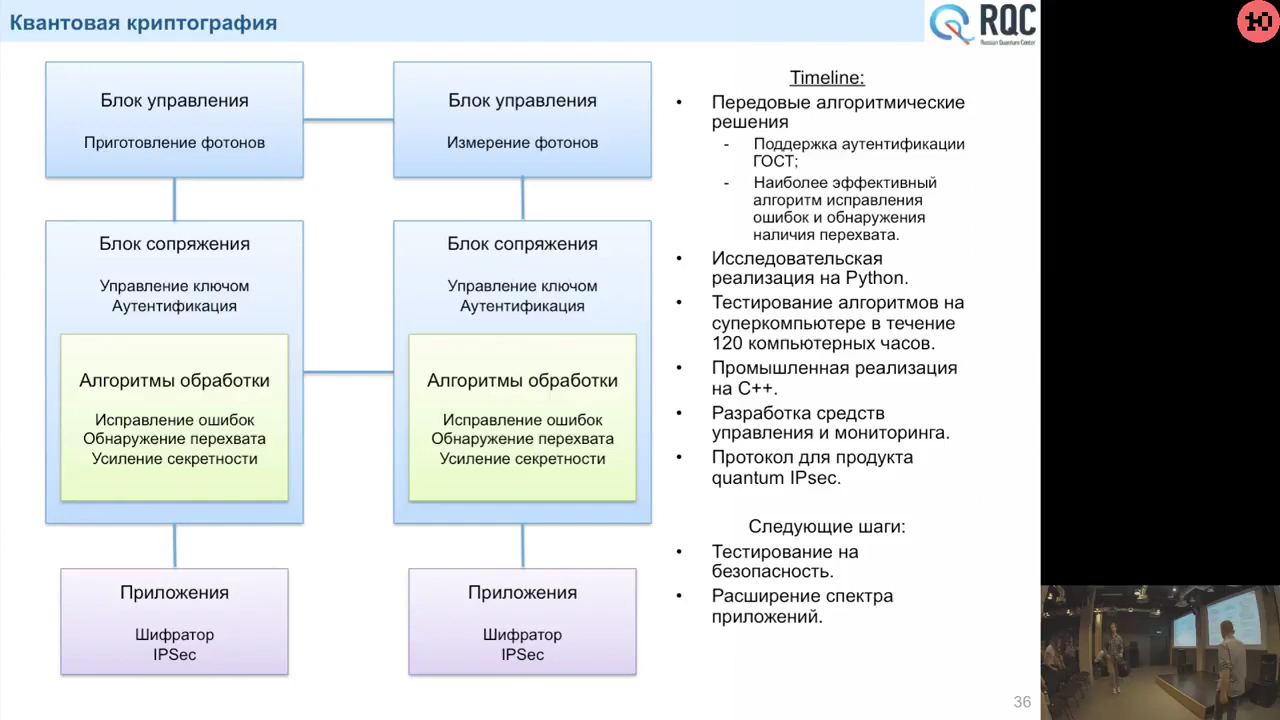 Квантовая криптография
RQC
Russian Quantum Center
Ю
Блок управления
Приготовление фотонов
Блок управления
Измерение фотонов
Блок сопряжения
Управление ключом
Аутентификация
Алгоритмы обработки
Исправление ошибок
Обнаружение перехвата
Усиление секретности
Блок сопряжения
Управление ключом
Аутентификация
Алгоритмы обработки
Исправление ошибок
Обнаружение перехвата
Усиление секретности
Приложения
Шифратор
IPSec
Приложения
Шифратор
IPSec
Timeline:
• Передовые алгоритмические
решения
- Поддержка аутентификации
ГОСТ;
- Наиболее эффективный
алгоритм исправления
ошибок и обнаружения
наличия перехвата.
• Исследовательская
реализация на Python.
• Тестирование алгоритмов на
суперкомпьютере в течение
120 компьютерных часов.
• Промышленная реализация
на C++.
• Разработка средств
управления и мониторинга.
• Протокол для продукта
quantum IPsec.
Следующие шаги:
• Тестирование на
безопасность.
• Расширение спектра
приложений.
36